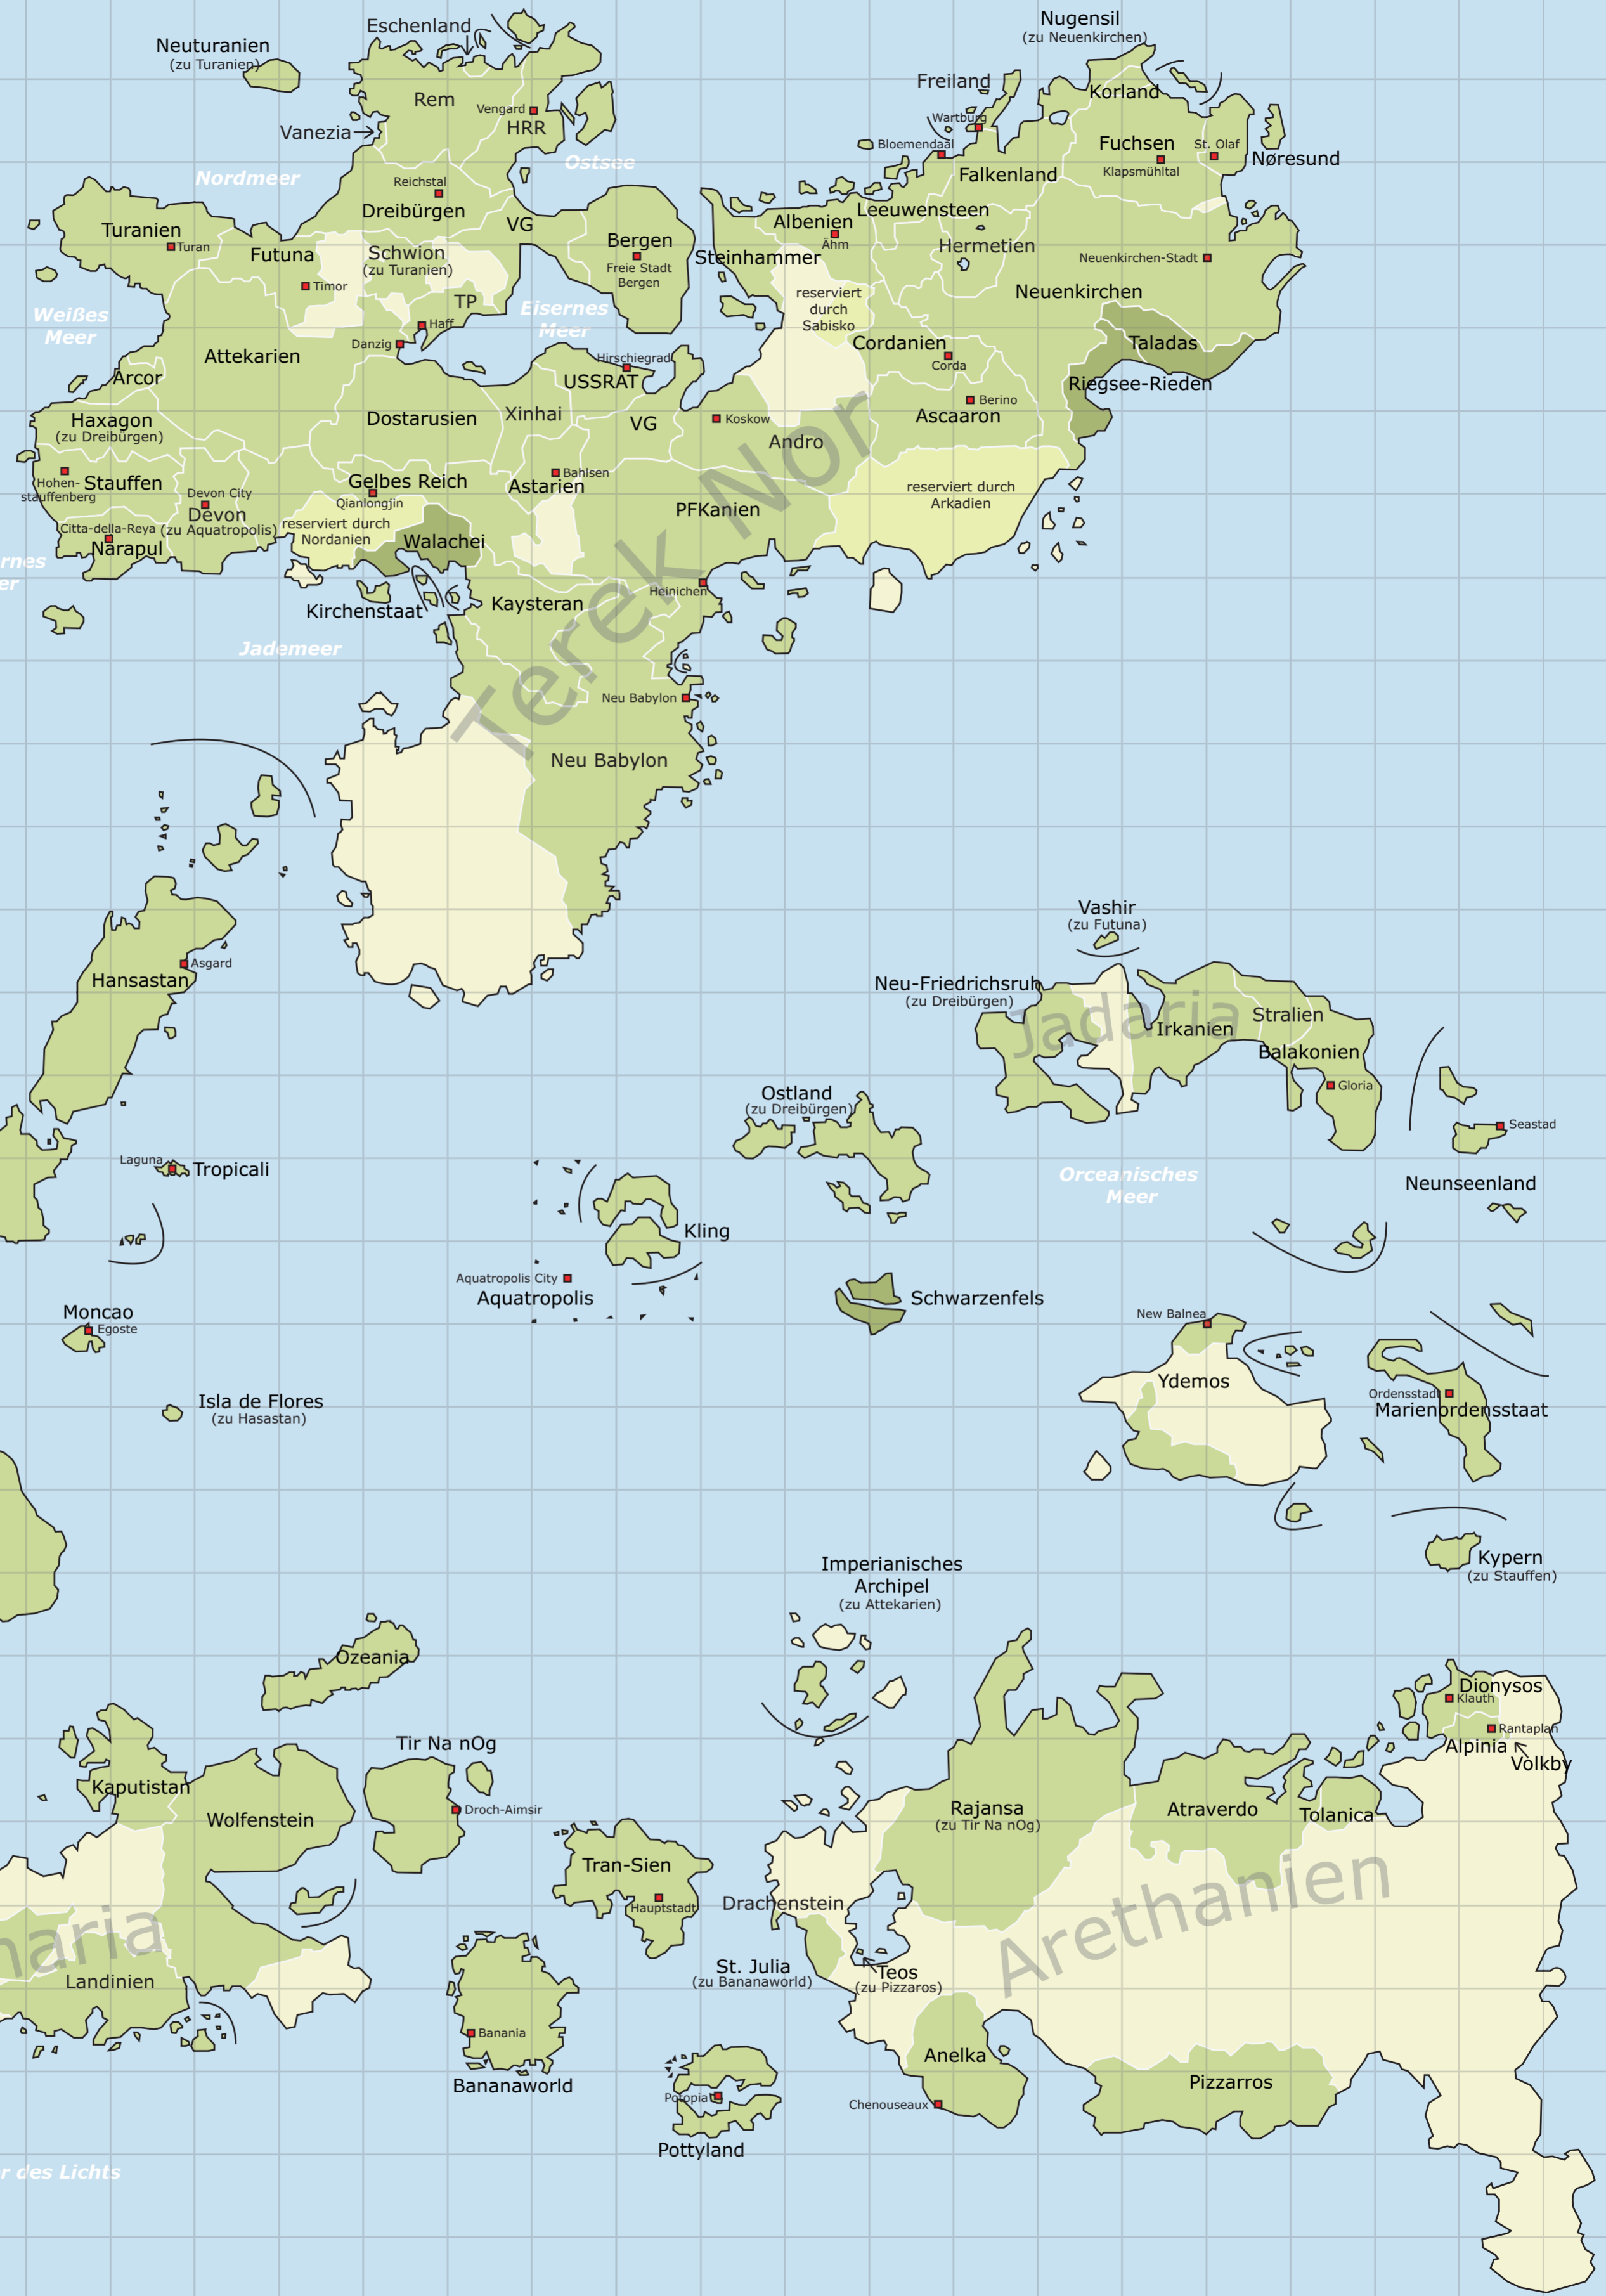 Nugensil
(zu Neuenkirchen)
Eschenland
Neuturanien
(zu Turanien)
Freiland
Korland
Rem
Vengard
HRR
Vanezia
Wartburg
Bloemendaal
Fuchsen
St. Olaf
Klapsmühltal
Nøresund
Ostsee
Nordmeer
Reichstal
Dreibürgen
Falkenland
Leeuwensteen
Turanien
Turan
VG
Albenien
Ähm
Bergen
Freie Stadt
Bergen
Futuna
Schwion
(zu Turanien)
Steinhammer
Hermetien
Neuenkirchen-Stadt
Timor
TP
Neuenkirchen
reserviert
durch
Sabisko
Weißes
Meer
Eisernes
Meer
Haff
Danzig
Attekarien
Hirschiegrad
USSRAT
Cordanien
Corda
Taladas
Arcor
Riegsee-Rieden
Haxagon
(zu Dreibürgen)
Dostarusien
Xinhai
VG
Koskow
Andro
Berino
Ascaaron
Terek Nor
Hohen-
stauffenberg
Stauffen
Devon City
Devon
(zu Aquatropolis)
Gelbes Reich
Qianlongjin
Bahlsen
Astarien
PFKanien
reserviert durch
Arkadien
reserviert durch
Nordanien
Citta-della-Reya
Narapul
Walachei
rnes
er
Kirchenstaat
Kaysteran
Heinichen
Jademeer
Neu Babylon
Neu Babylon
Vashir
(zu Futuna)
Asgard
Hansastan
Neu-Friedrichsruh
(zu Dreibürgen)
Jadaria
Irkanien
Stralien
Balakonien
Gloria
Ostland
(zu Dreibürgen)
Seastad
Laguna
Tropicali
Orceanisches
Meer
Neunseenland
Kling
Aquatropolis City
Aquatropolis
Schwarzenfels
Moncao
Egoste
New Balnea
Ydemos
Ordensstadt
Marienordensstaat
Isla de Flores
(zu Hasastan)
Imperianisches
Archipel
(zu Attekarien)
Kypern
(zu Stauffen)
Ozeania
Dionysos
Klauth
Rantaplan
Alpinia
Volkby
Tir Na nOg
Kaputistan
Wolfenstein
Droch-Aimsir
Rajansa
(zu Tir Na nOg)
Atraverdo
Tolanica
Tran-Sien
Hauptstadt
Drachenstein
Arethanien
naria
Landinien
St. Julia
(zu Bananaworld)
Teos
(zu Pizzaros)
Banania
Bananaworld
Anelka
Chenouseaux
Pizzarros
Potopia
Pottyland
r des Lichts